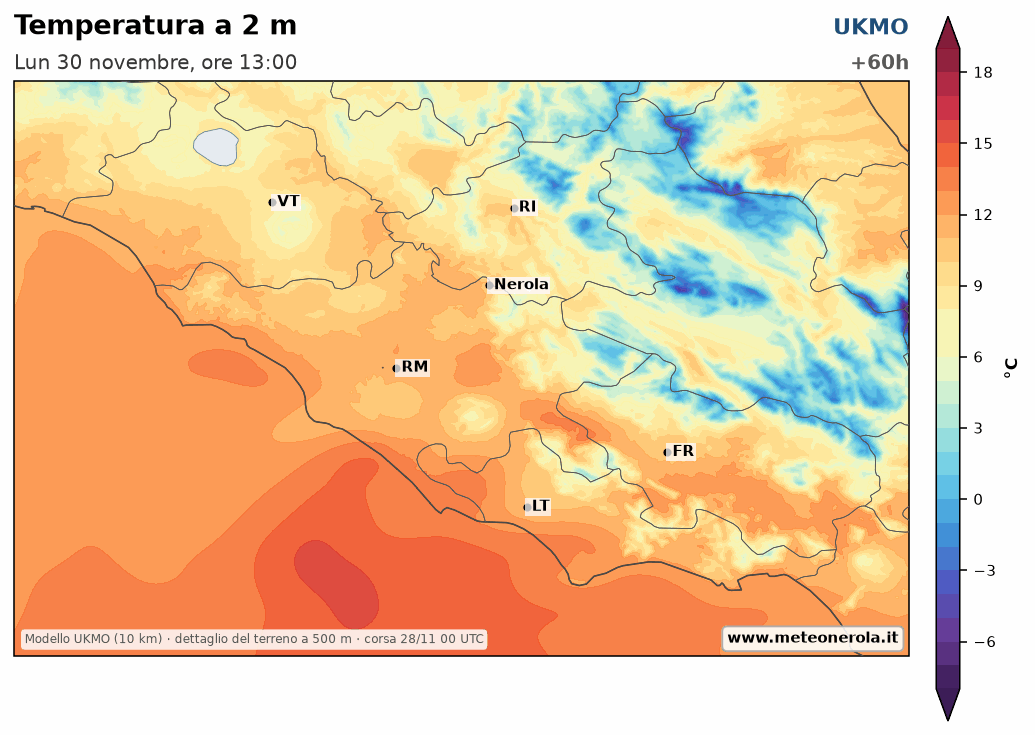 Temperatura a 2 m
UKMO
Lun 30 novembre, ore 13:00
+60h
VT
RI
Nerola
RM
FR
LT
18
15
12
9
6
3
0
−3
−6
°C
Modello UKMO (10 km) · dettaglio del terreno a 500 m · corsa 28/11 00 UTC
www.meteonerola.it